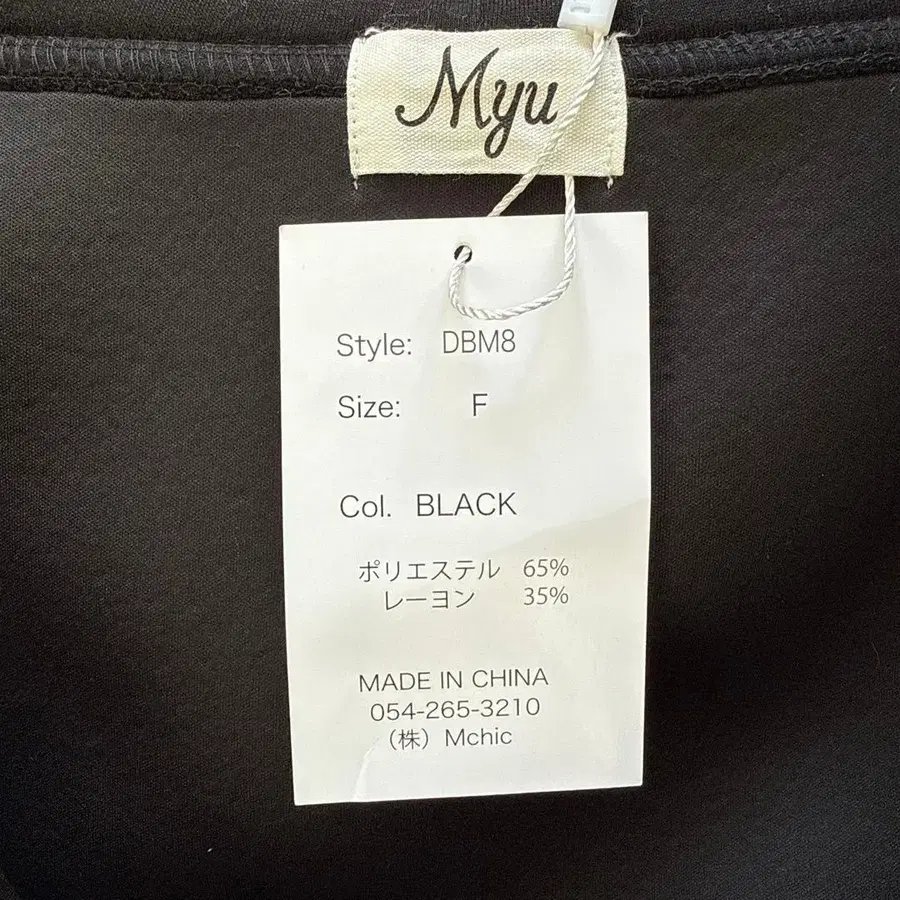 Myu
Style: DBM8
Size: F
Col. BLACK
ポリエステル 65%
レーヨン 35%
MADE IN CHINA
054-265-3210
（株）Mchic